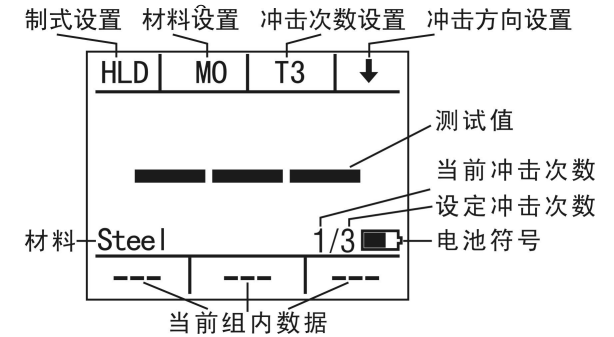 制式设置 材料设置 冲击次数设置 冲击方向设置
HLD MO T3
测试值
当前冲击次数
设定冲击次数
材料 Steel 1/3 电池符号
当前组内数据